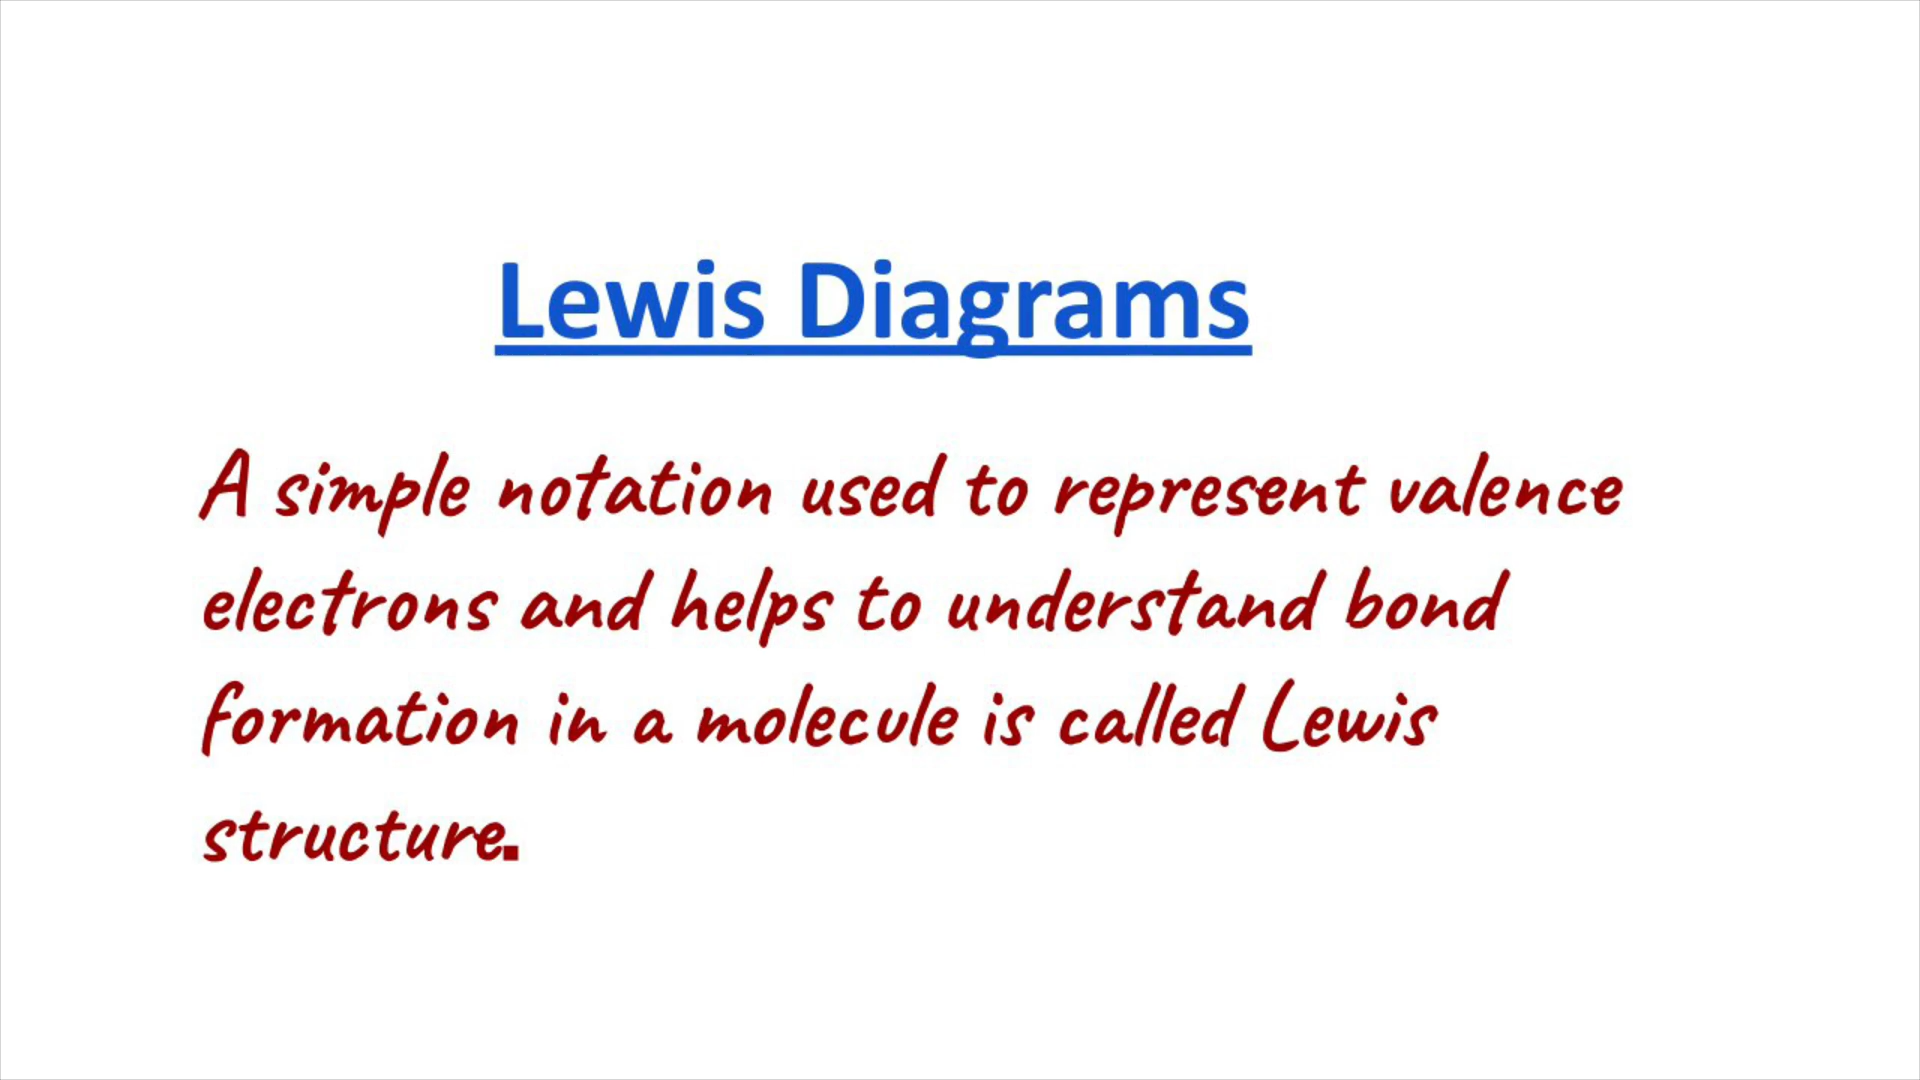 Lewis Diagrams
A simple notation used to represent valence
electrons and helps to understand bond
formation in a molecule is called Lewis
structure.